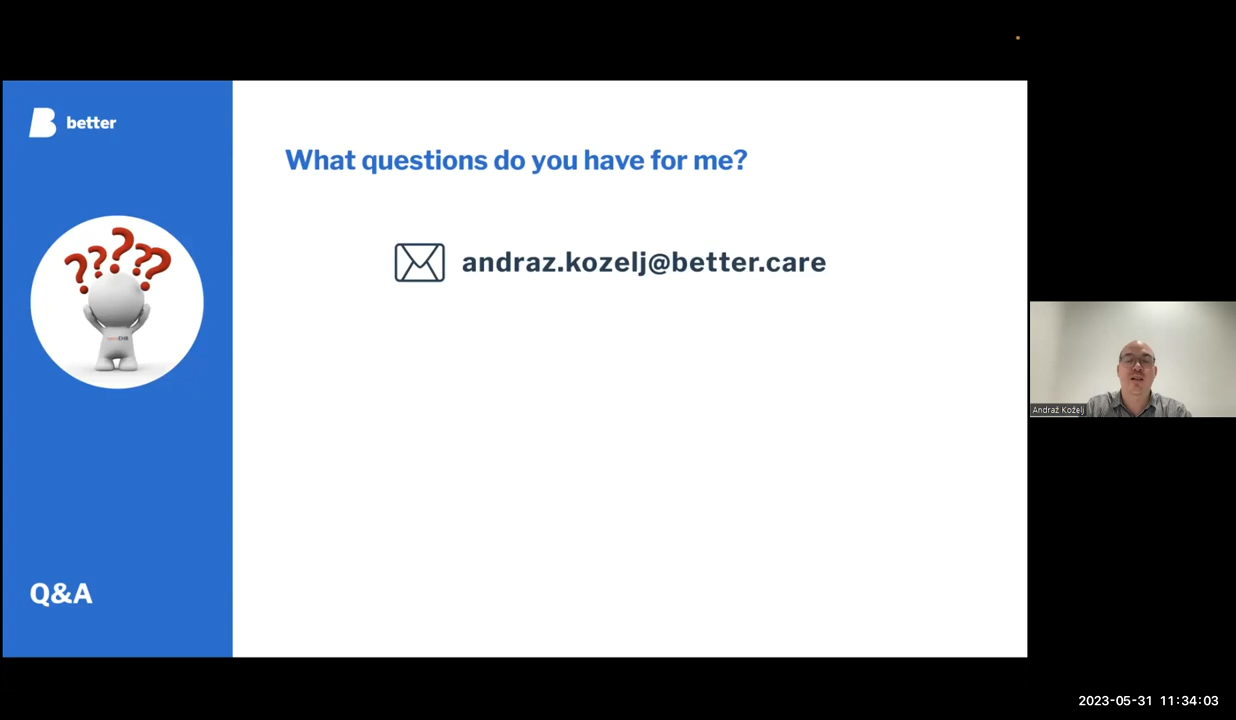 better
What questions do you have for me?
andraz.kozelj@better.care
Q&A
Andraž Koželj
2023-05-31 11:34:03